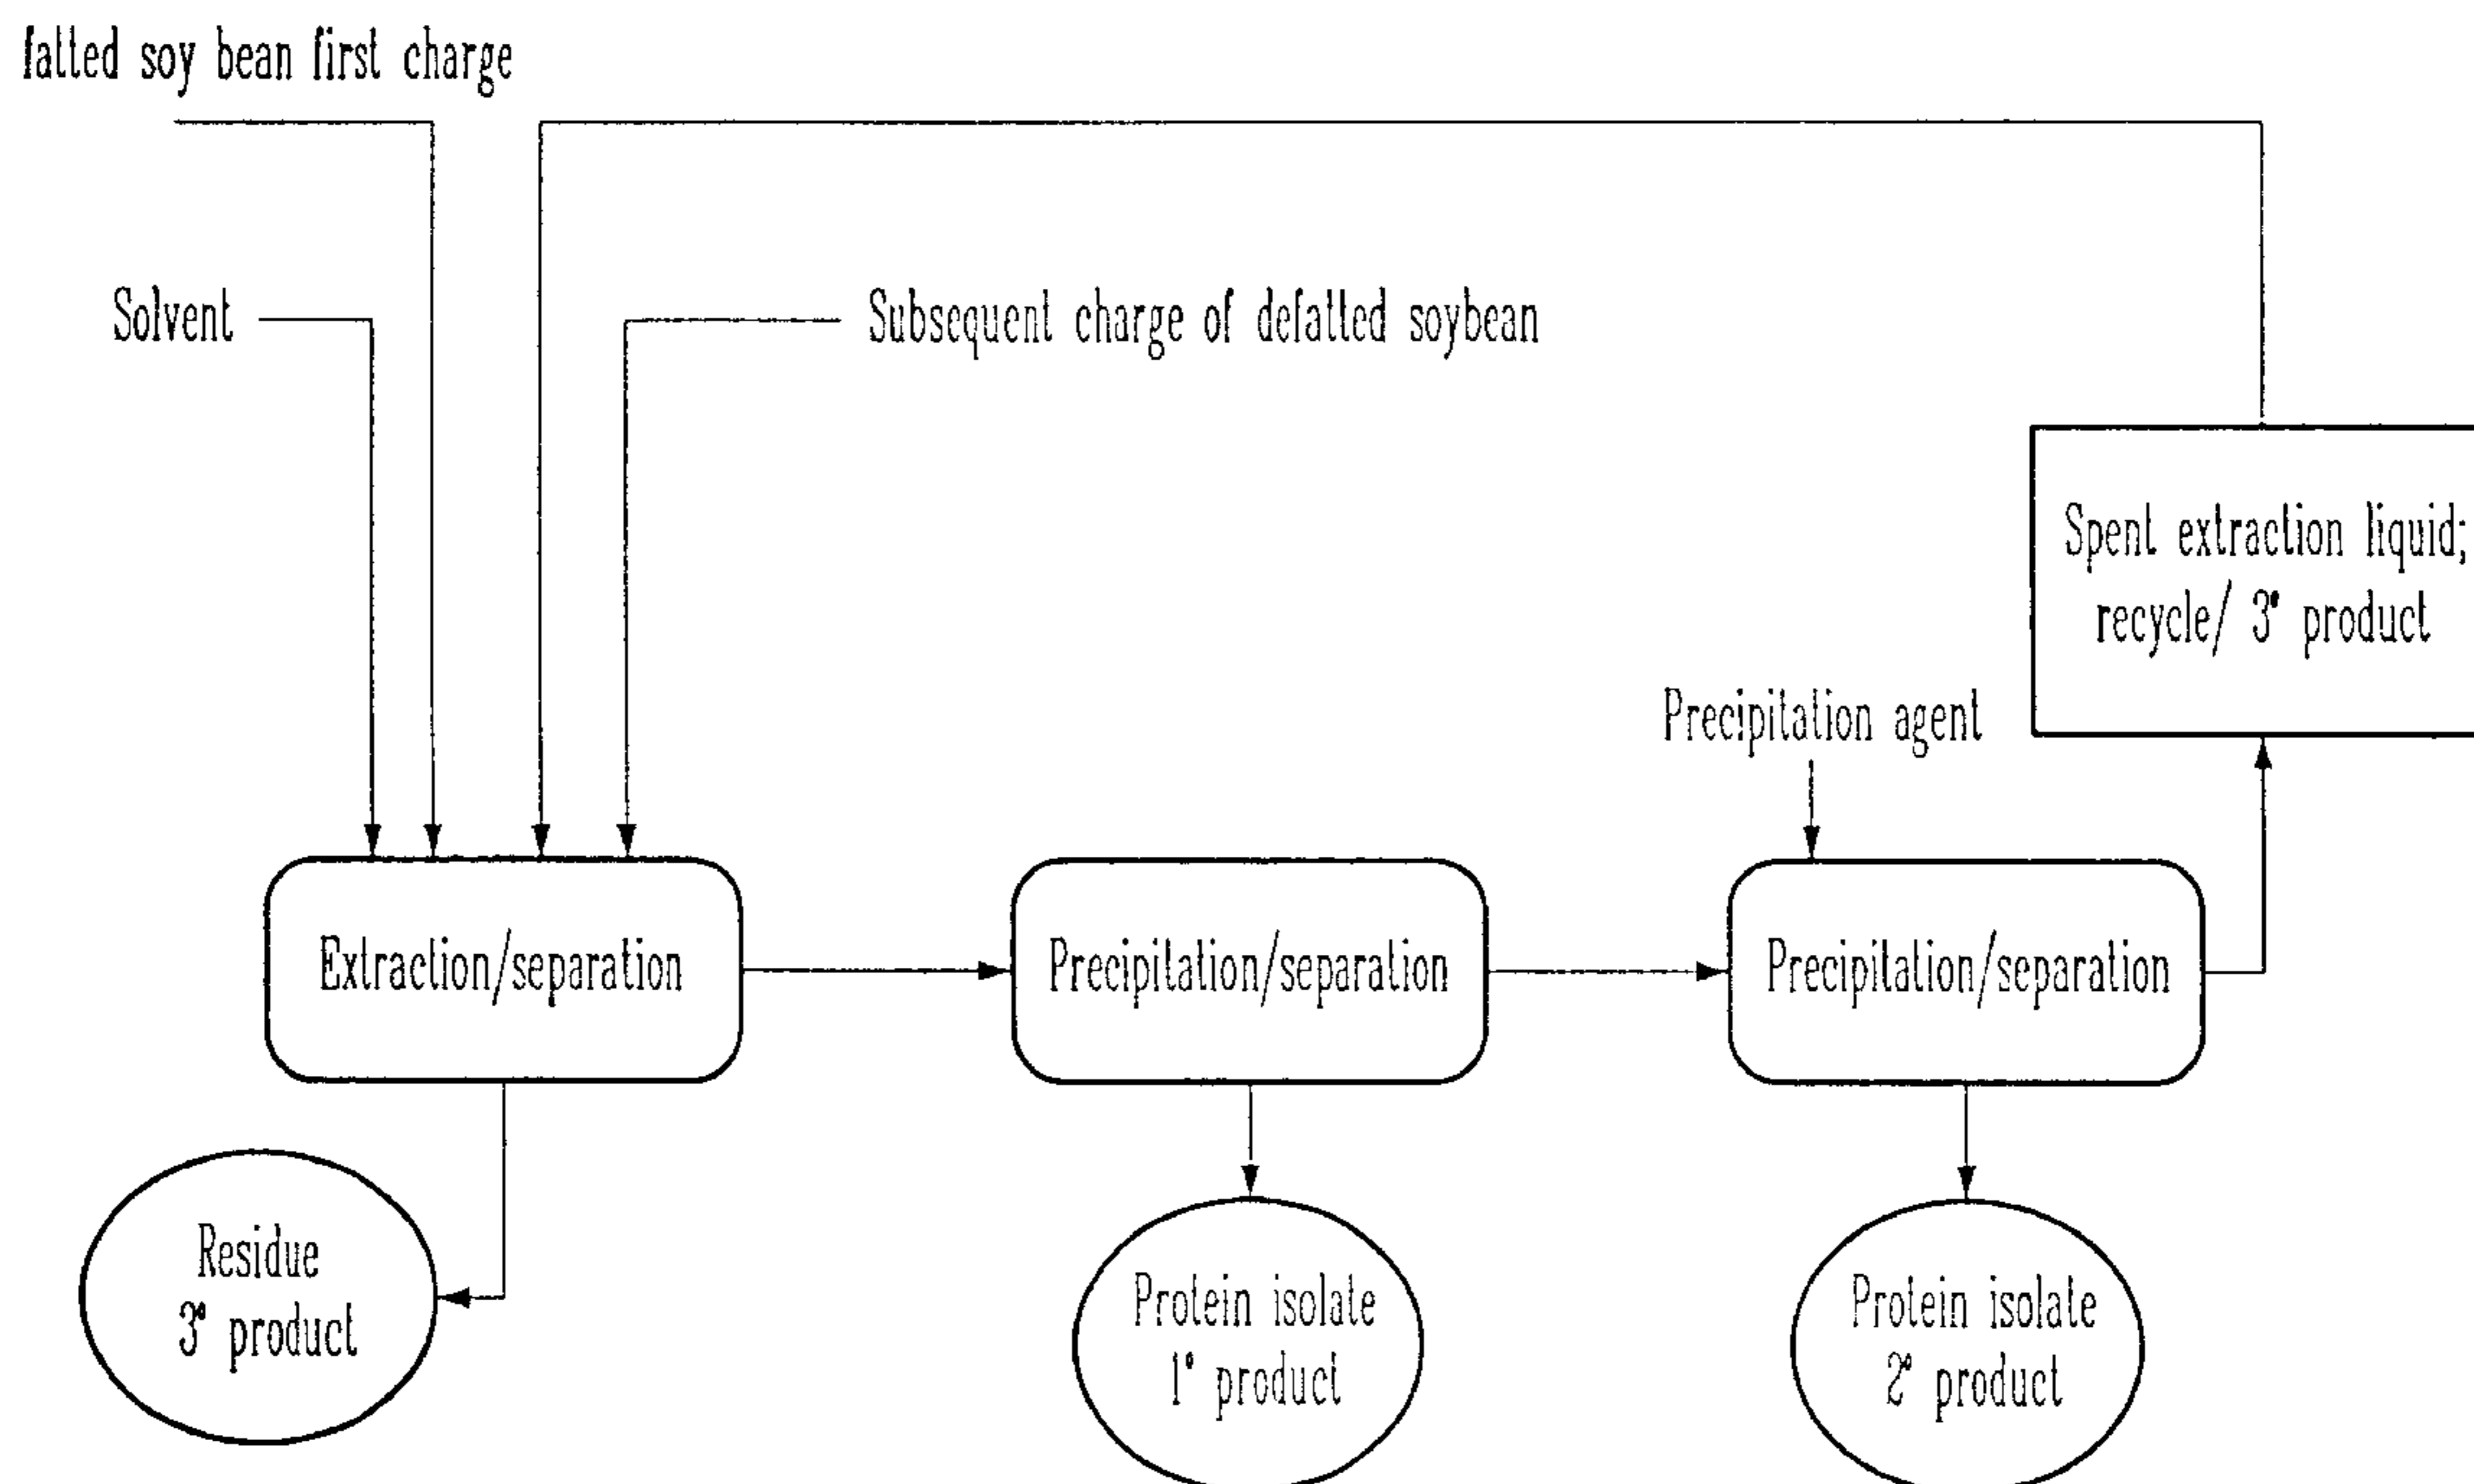 fatted soy bean first charge
Solvent
Subsequent charge of defatted soybean
Spent extraction liquid;
recycle/ 3° product
Precipitation agent
Extraction/separation
Precipitation/separation
Precipitation/separation
Residue
3° product
Protein isolate
1° product
Protein isolate
2° product